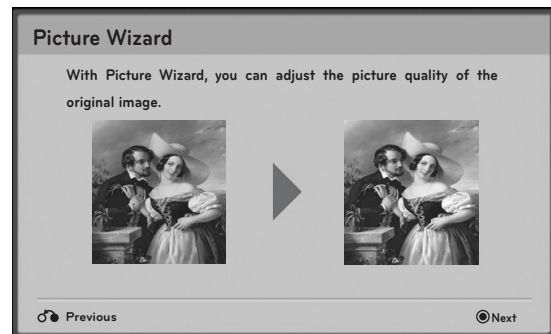 Picture Wizard
With Picture Wizard, you can adjust the picture quality of the
original image.
Previous
Next